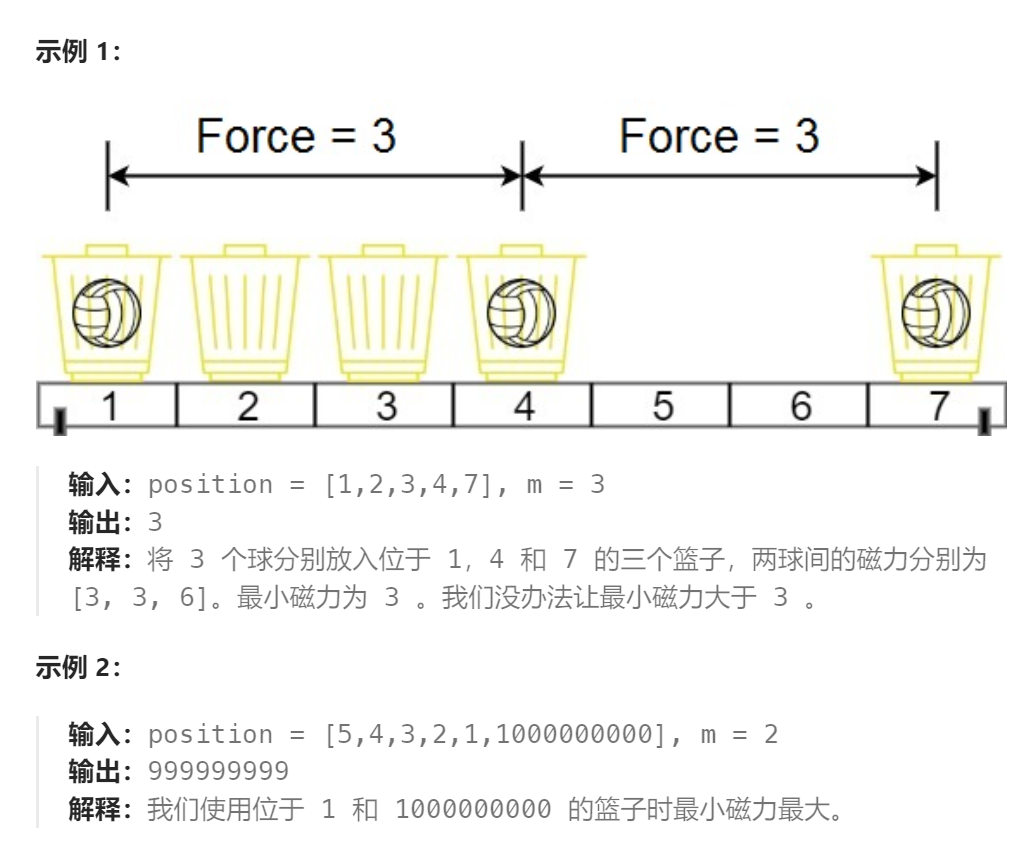 示例 1：
Force = 3 Force = 3
1 2 3 4 5 6 7
输入：position = [1,2,3,4,7], m = 3
输出：3
解释：将 3 个球分别放入位于 1，4 和 7 的三个篮子，两球间的磁力分别为
[3, 3, 6]。最小磁力为 3 。我们没办法让最小磁力大于 3 。
示例 2：
输入：position = [5,4,3,2,1,1000000000], m = 2
输出：999999999
解释：我们使用位于 1 和 1000000000 的篮子时最小磁力最大。